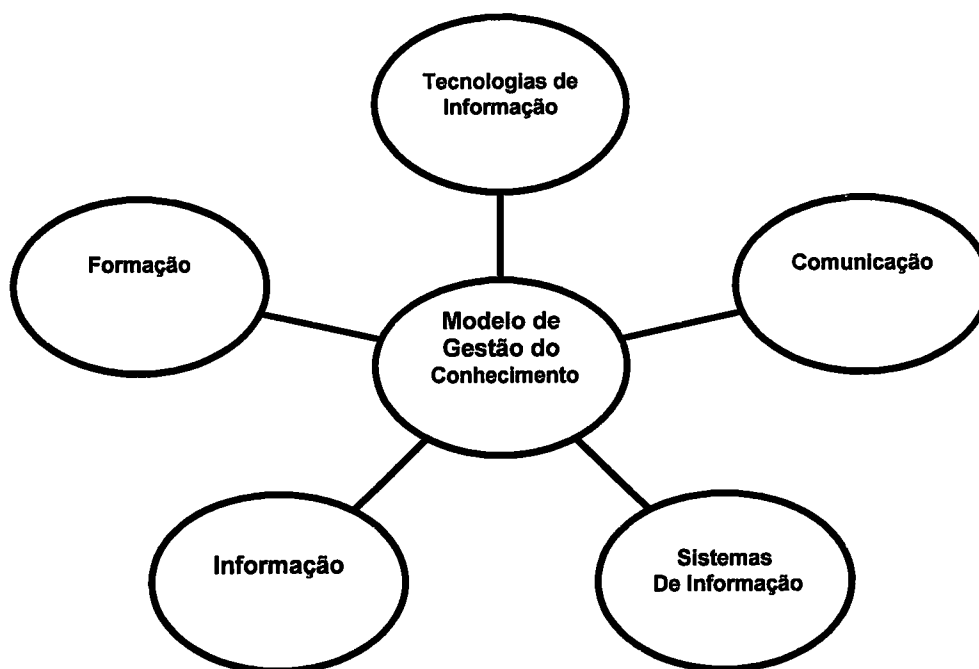 Tecnologias de
Informação
Formação
Comunicação
Modelo de
Gestão do
Conhecimento
Informação
Sistemas
De Informação